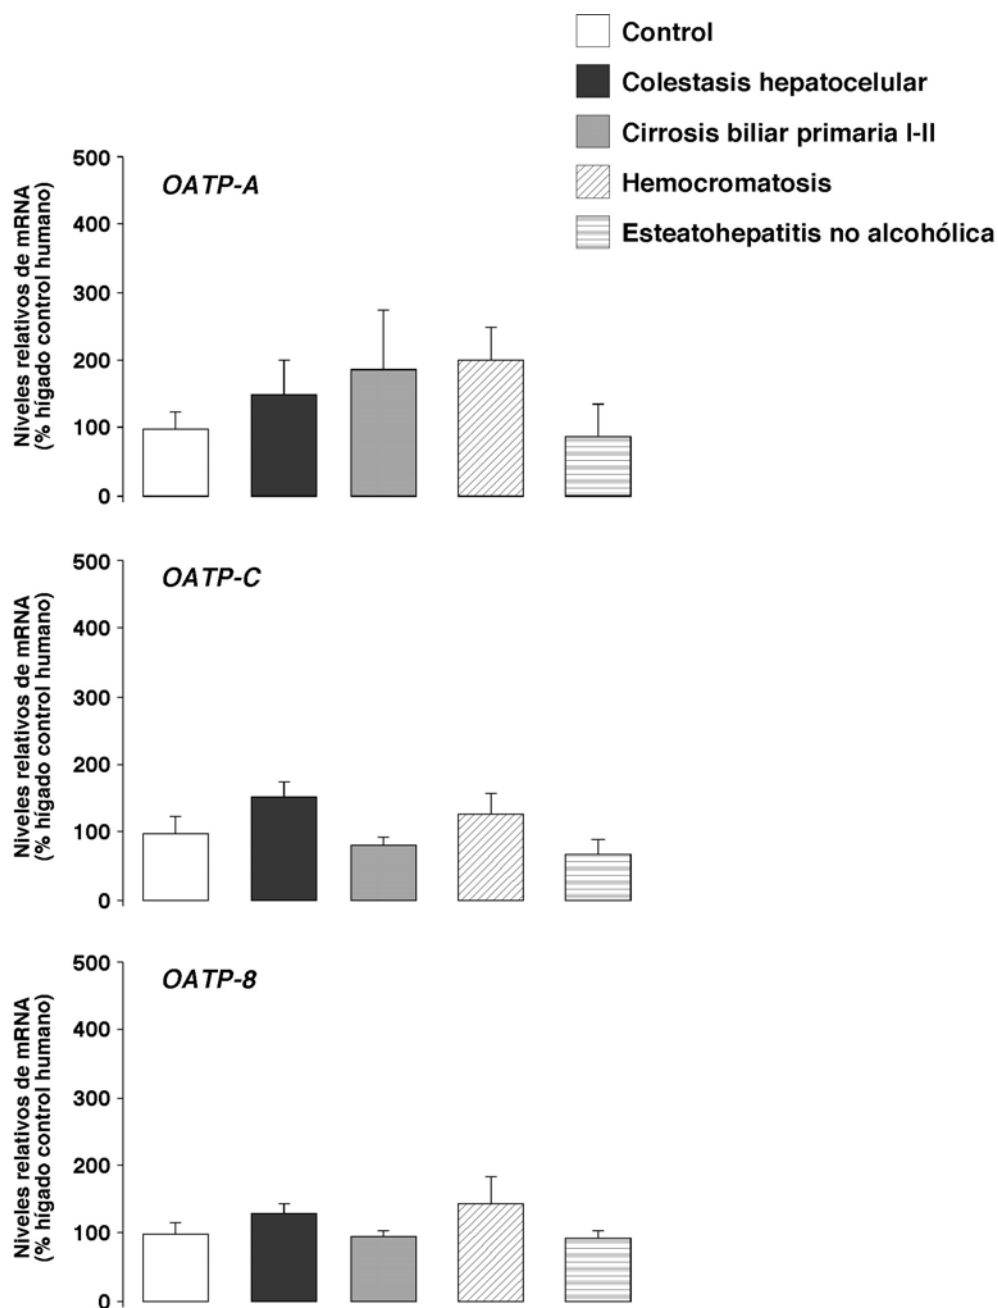 Control
Colestasis hepatocelular
Cirrosis biliar primaria I-II
Hemocromatosis
Esteatohepatitis no alcohólica
OATP-A
Niveles relativos de mRNA
(% hígado control humano)
500
400
300
200
100
0
OATP-C
Niveles relativos de mRNA
(% hígado control humano)
500
400
300
200
100
0
OATP-8
Niveles relativos de mRNA
(% hígado control humano)
500
400
300
200
100
0